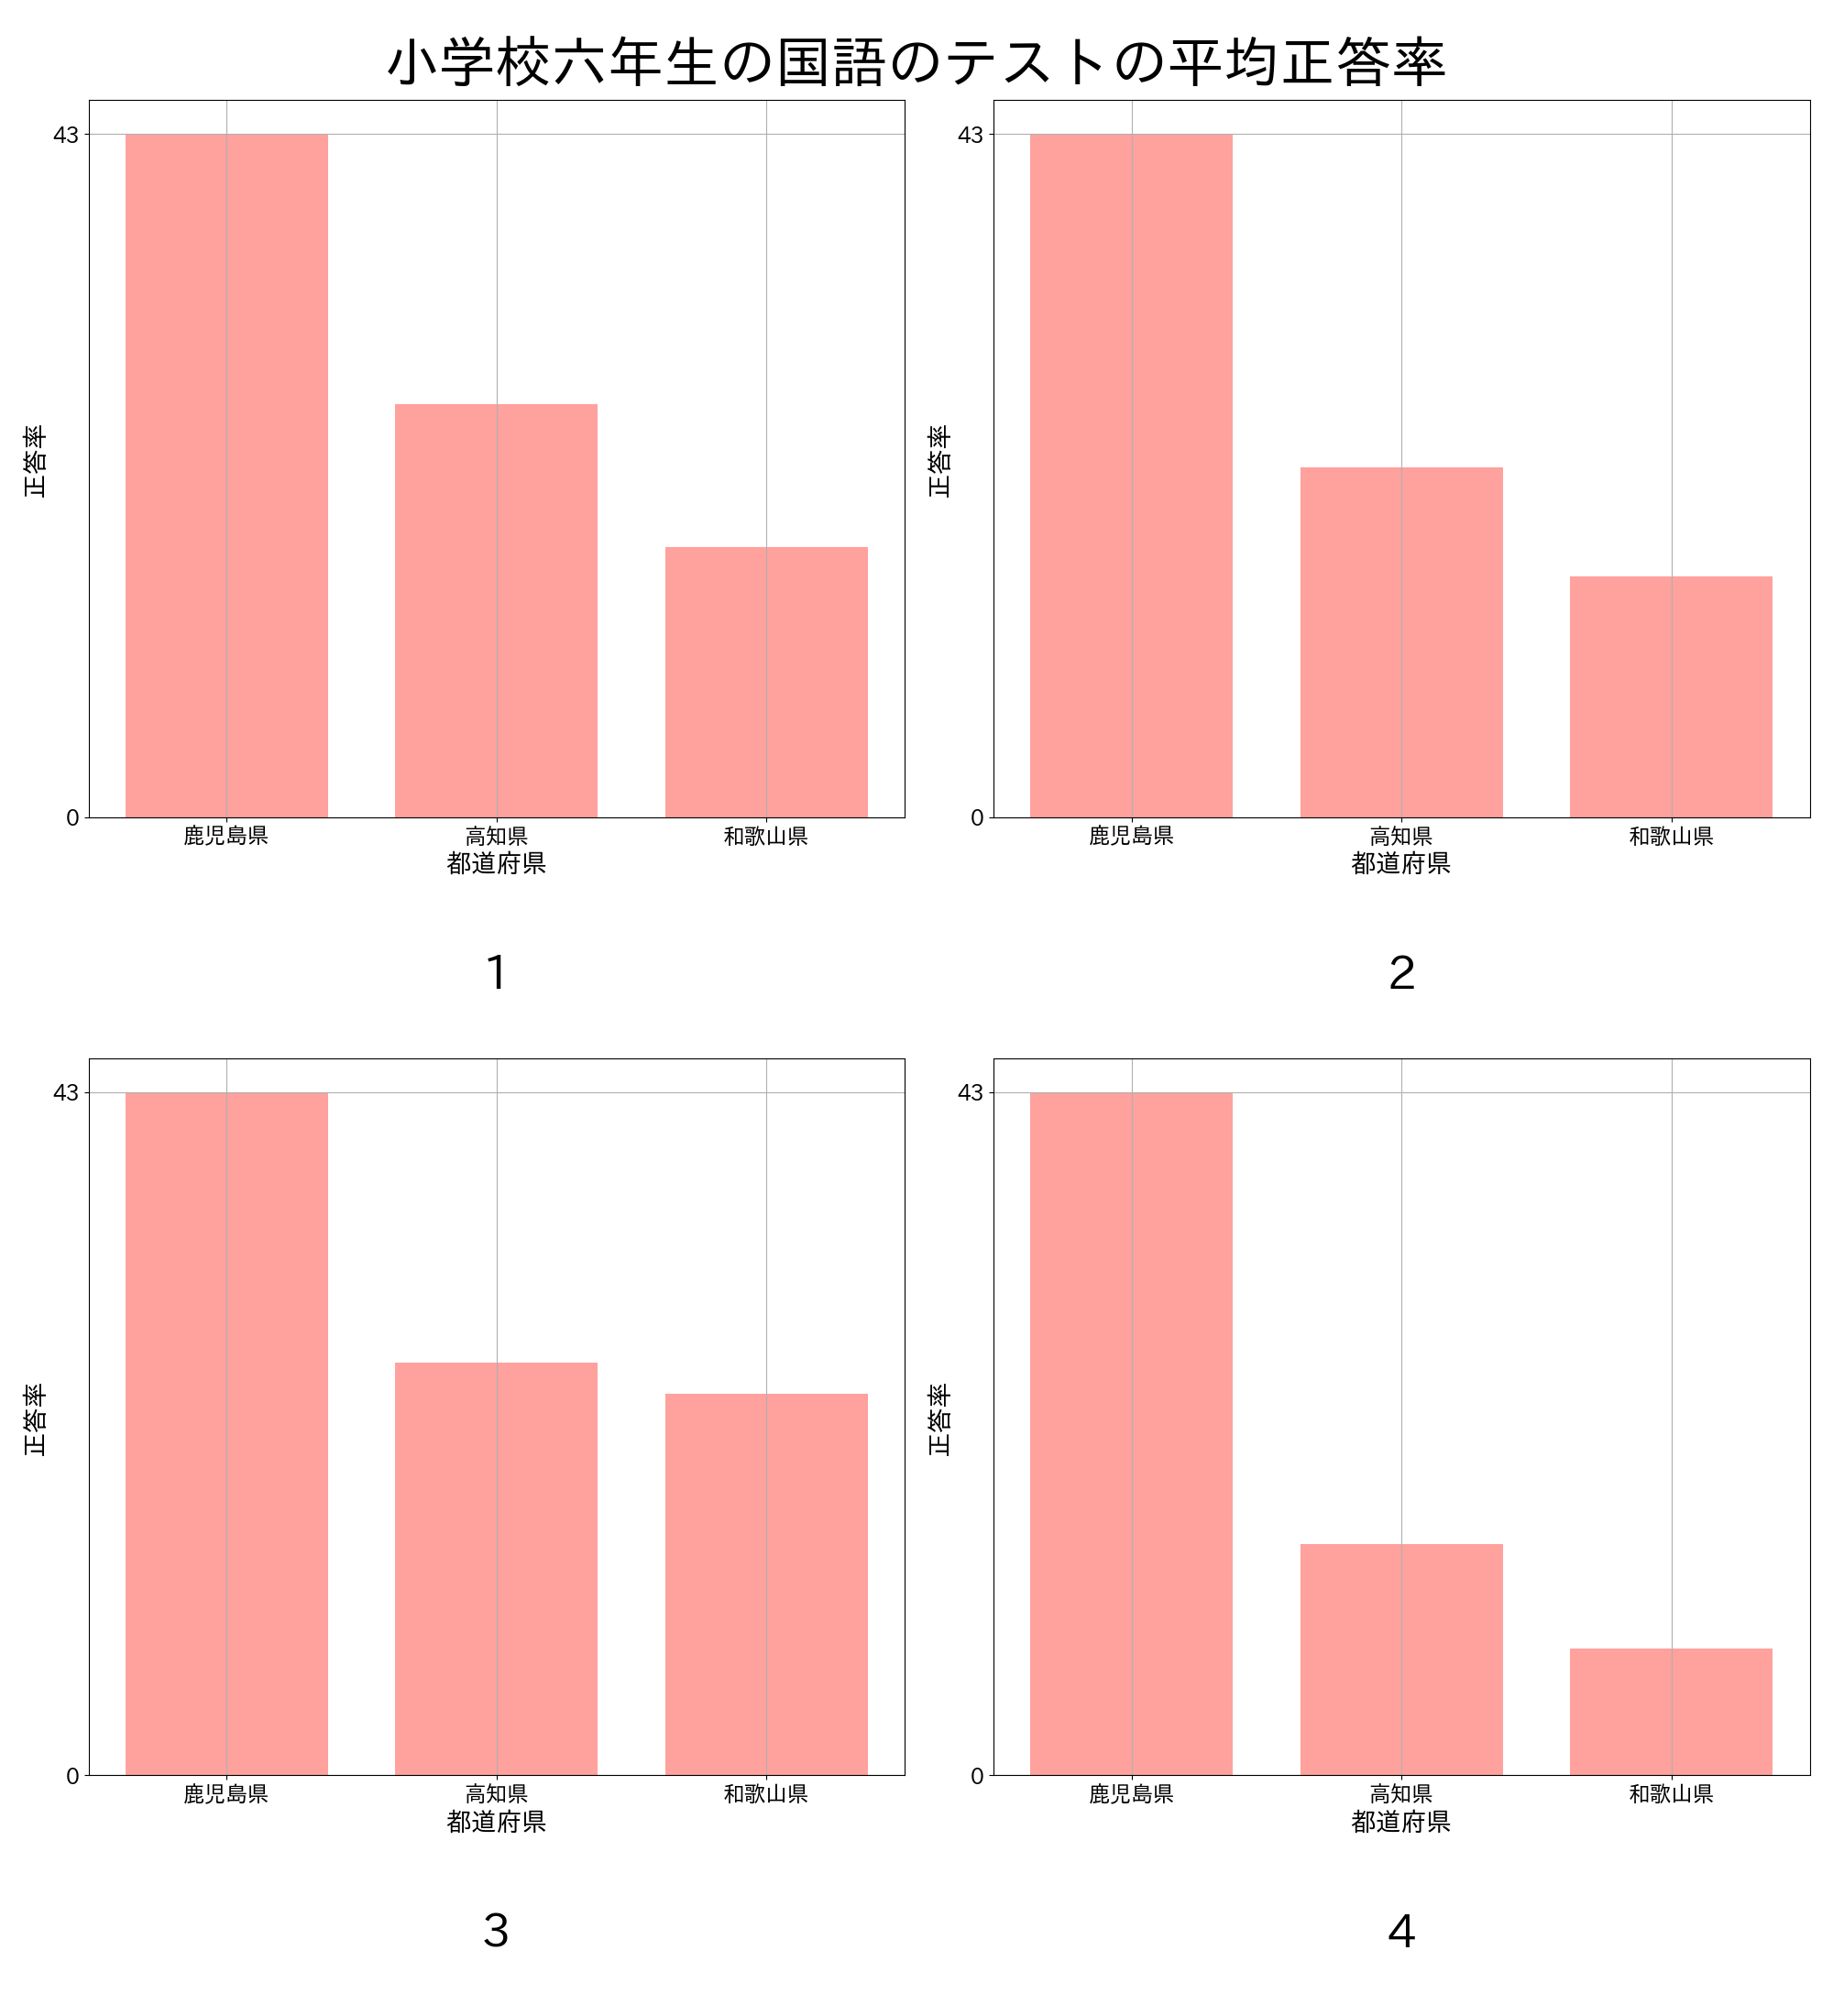 小学校六年生の国語のテストの平均正答率
43
正答率
0
鹿児島県 高知県 和歌山県
都道府県
1
43
正答率
0
鹿児島県 高知県 和歌山県
都道府県
2
43
正答率
0
鹿児島県 高知県 和歌山県
都道府県
3
43
正答率
0
鹿児島県 高知県 和歌山県
都道府県
4